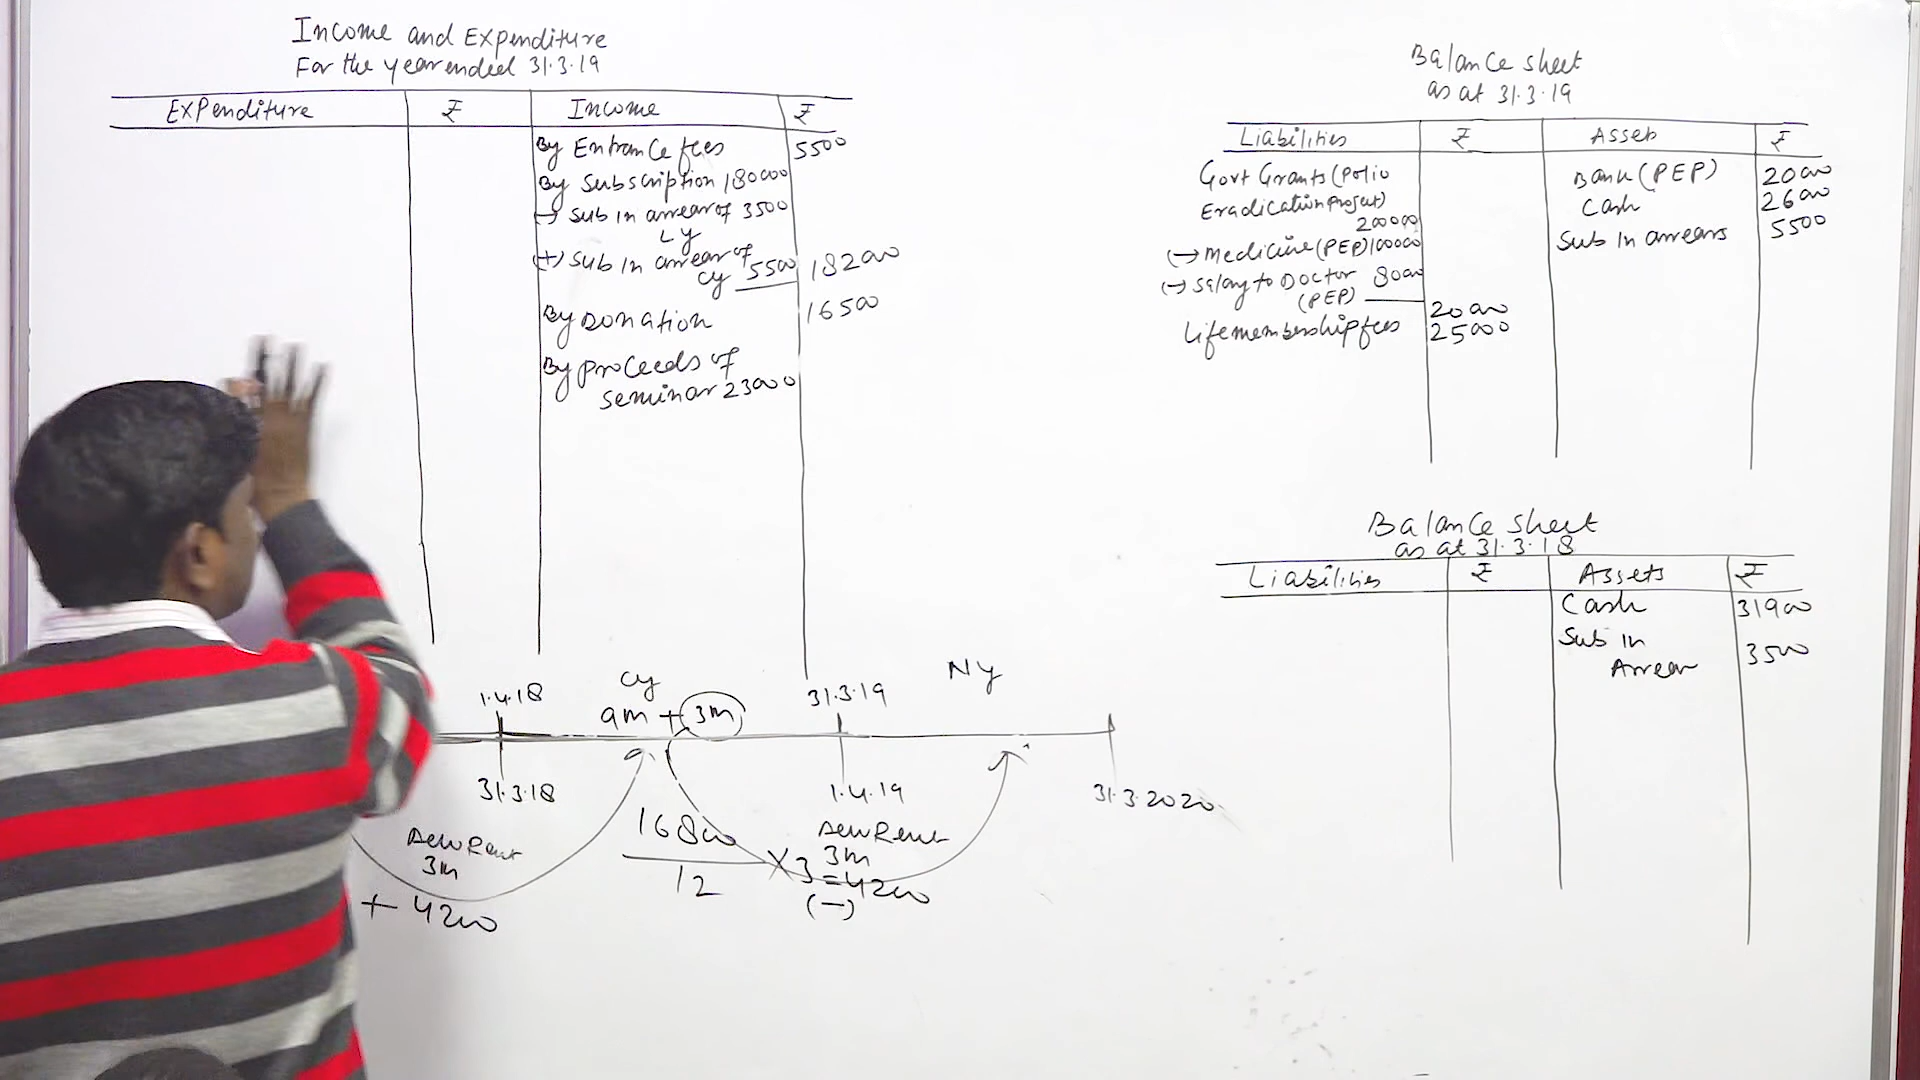 Income and Expenditure
For the year ended 31.3.19
Expenditure ₹ Income ₹
By Entrance fees 5500
By Subscription 180000
(-) Sub in arrear of 3500
LY
(+) Sub in arrear of
CY 5500 182000
By Donation 16500
By Proceeds of
Seminar 23000
Balance sheet
as at 31.3.19
Liabilities ₹ Assets ₹
Govt Grants (Polio
Eradication Project)
200000
(-) Medicine (PEP) 100000
(-) Salary to Doctor 80000
(PEP)
20000
Life membership fees 25000
Bank (PEP) 20000
Cash 2600
Sub in arrears 5500
Balance sheet
as at 31.3.18
Liabilities ₹ Assets ₹
Cash 31900
Sub in
Arrear 3500
1.4.18 CY 31.3.19 NY
9m + 3m
31.3.18 1.4.19 31.3.2020
Rent
3m
+ 4200
16800
12
X 3 = 4200
Rent
3m
(-)